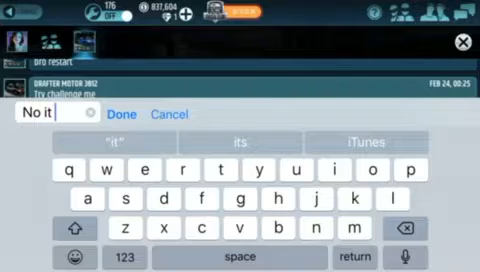 176
OFF
837,604
1
bro restart
DRAFTER MOTOR 3812
FEB 24, 00:25
Try challenge me
No it
Done
Cancel
"it"
its
iTunes
q w e r t y u i o p
a s d f g h j k l
z x c v b n m
123
space
return